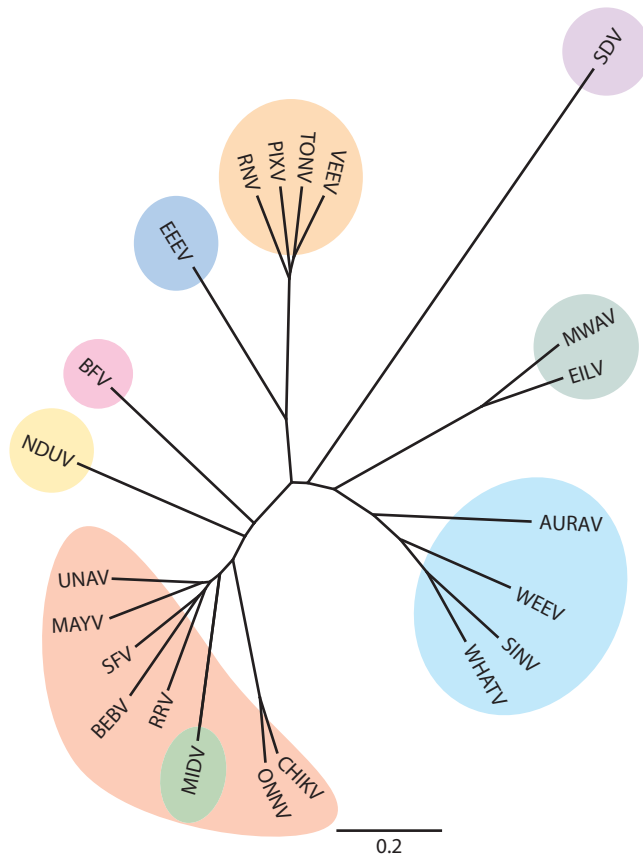 SDV
RNV
PIXV
TONV
VEEV
EEEV
MWAV
EILV
BFV
NDUV
AURAV
WEEV
SINV
WHATV
UNAV
MAYV
SFV
BEBV
RRV
MIDV
ONNV
CHIKV
0.2